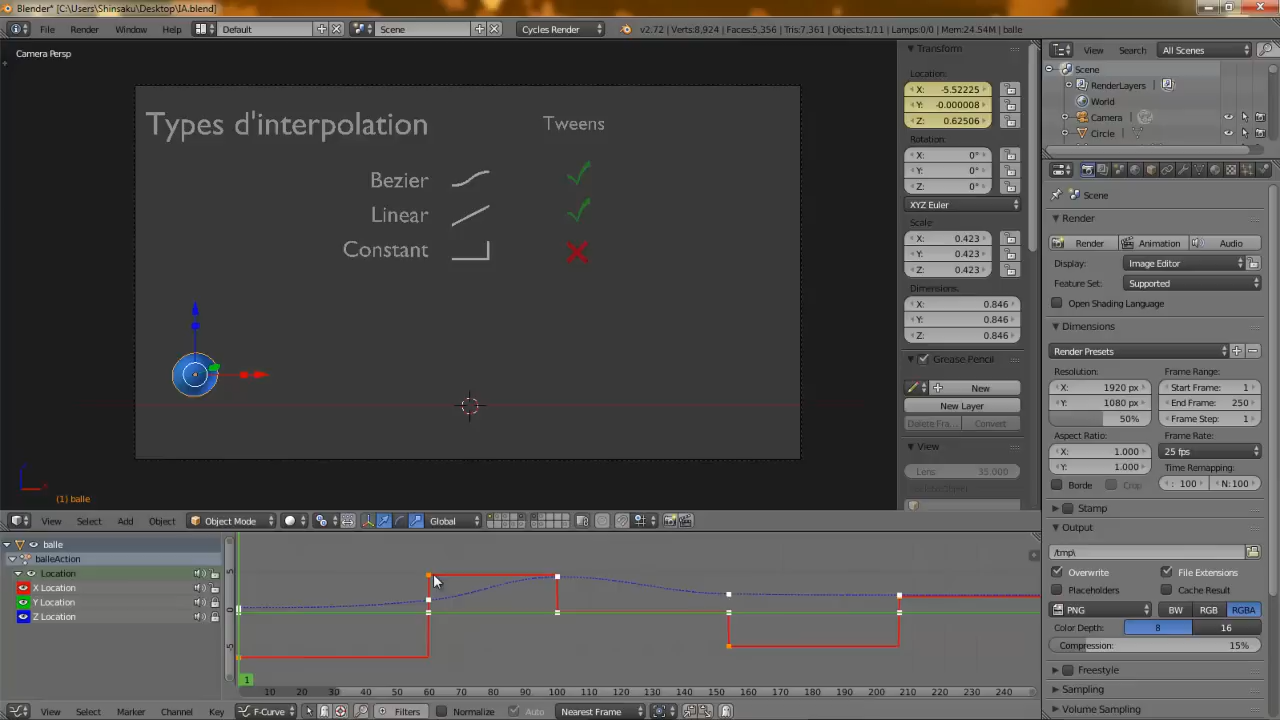 Blender* [C:\Users\Shinsaku\Desktop\IA.blend]
File Render Window Help Default Scene Cycles Render v2.72 | Verts:8,924 | Faces:5,356 | Tris:7,361 | Objects:1/11 | Lamps:0/0 | Mem:24.54M | balle
Camera Persp
Types d'interpolation
Tweens
Bezier
Linear
Constant
(1) balle
Transform
Location:
X: -5.52225
Y: -0.000008
Z: 0.62506
Rotation:
X: 0°
Y: 0°
Z: 0°
XYZ Euler
Scale:
X: 0.423
Y: 0.423
Z: 0.423
Dimensions:
X: 0.846
Y: 0.846
Z: 0.846
Grease Pencil
New
New Layer
Delete Fra... Convert
View
Lens: 35.000
View Search All Scenes
Scene
RenderLayers
World
Camera
Circle
Scene
Render
Render Animation Audio
Display: Image Editor
Feature Set: Supported
Open Shading Language
Dimensions
Render Presets
Resolution: Frame Range:
X: 1920 px Start Frame: 1
Y: 1080 px End Frame: 250
50% Frame Step: 1
Aspect Ratio: Frame Rate:
X: 1.000 25 fps
Y: 1.000 Time Remapping:
Borde Crop : 100 N:100
Stamp
Output
/tmp\
Overwrite File Extensions
Placeholders Cache Result
PNG BW RGB RGBA
Color Depth: 8 16
Compression: 15%
Freestyle
Sampling
Volume Sampling
View Select Add Object Object Mode Global
balle
balleAction
Location
X Location
Y Location
Z Location
5
0
5
1
10 20 30 40 50 60 70 80 90 100 110 120 130 140 150 160 170 180 190 200 210 220 230 240
View Select Marker Channel Key F-Curve Filters Normalize Auto Nearest Frame